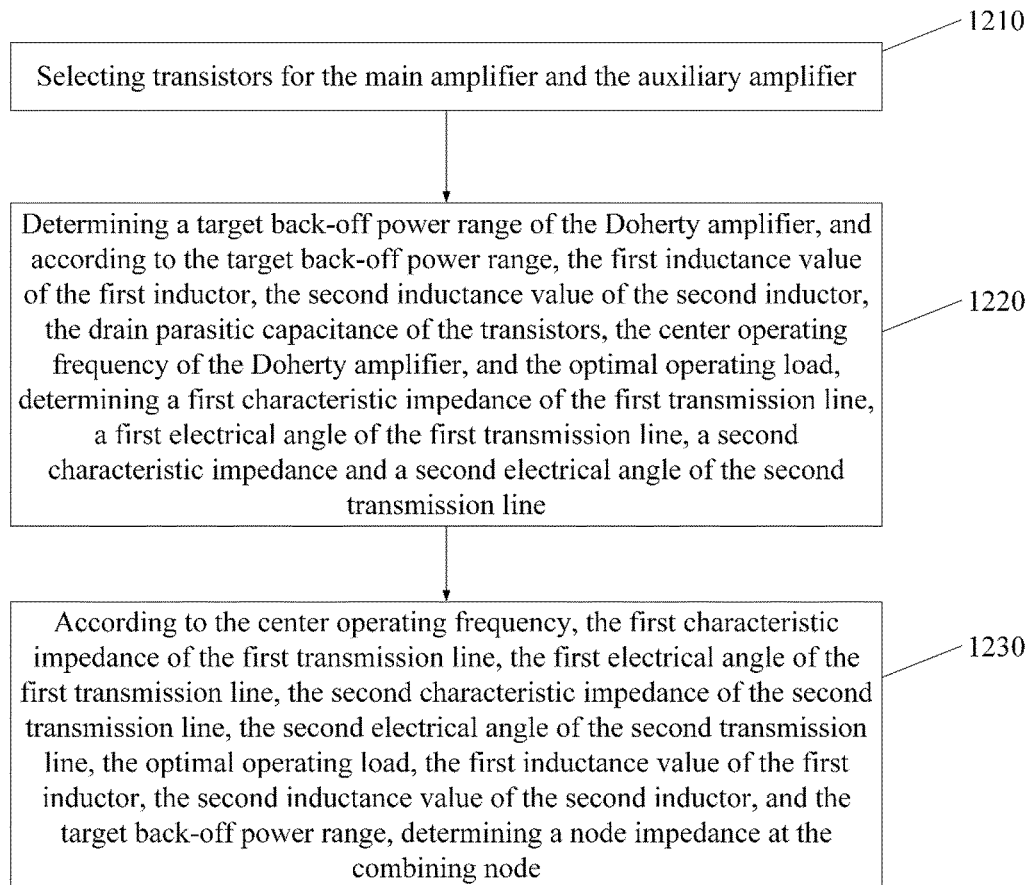 1210
Selecting transistors for the main amplifier and the auxiliary amplifier
Determining a target back-off power range of the Doherty amplifier, and
according to the target back-off power range, the first inductance value
of the first inductor, the second inductance value of the second inductor,
the drain parasitic capacitance of the transistors, the center operating
frequency of the Doherty amplifier, and the optimal operating load,
determining a first characteristic impedance of the first transmission line,
a first electrical angle of the first transmission line, a second
characteristic impedance and a second electrical angle of the second
transmission line
1220
According to the center operating frequency, the first characteristic
impedance of the first transmission line, the first electrical angle of the
first transmission line, the second characteristic impedance of the second
transmission line, the second electrical angle of the second transmission
line, the optimal operating load, the first inductance value of the first
inductor, the second inductance value of the second inductor, and the
target back-off power range, determining a node impedance at the
combining node
1230